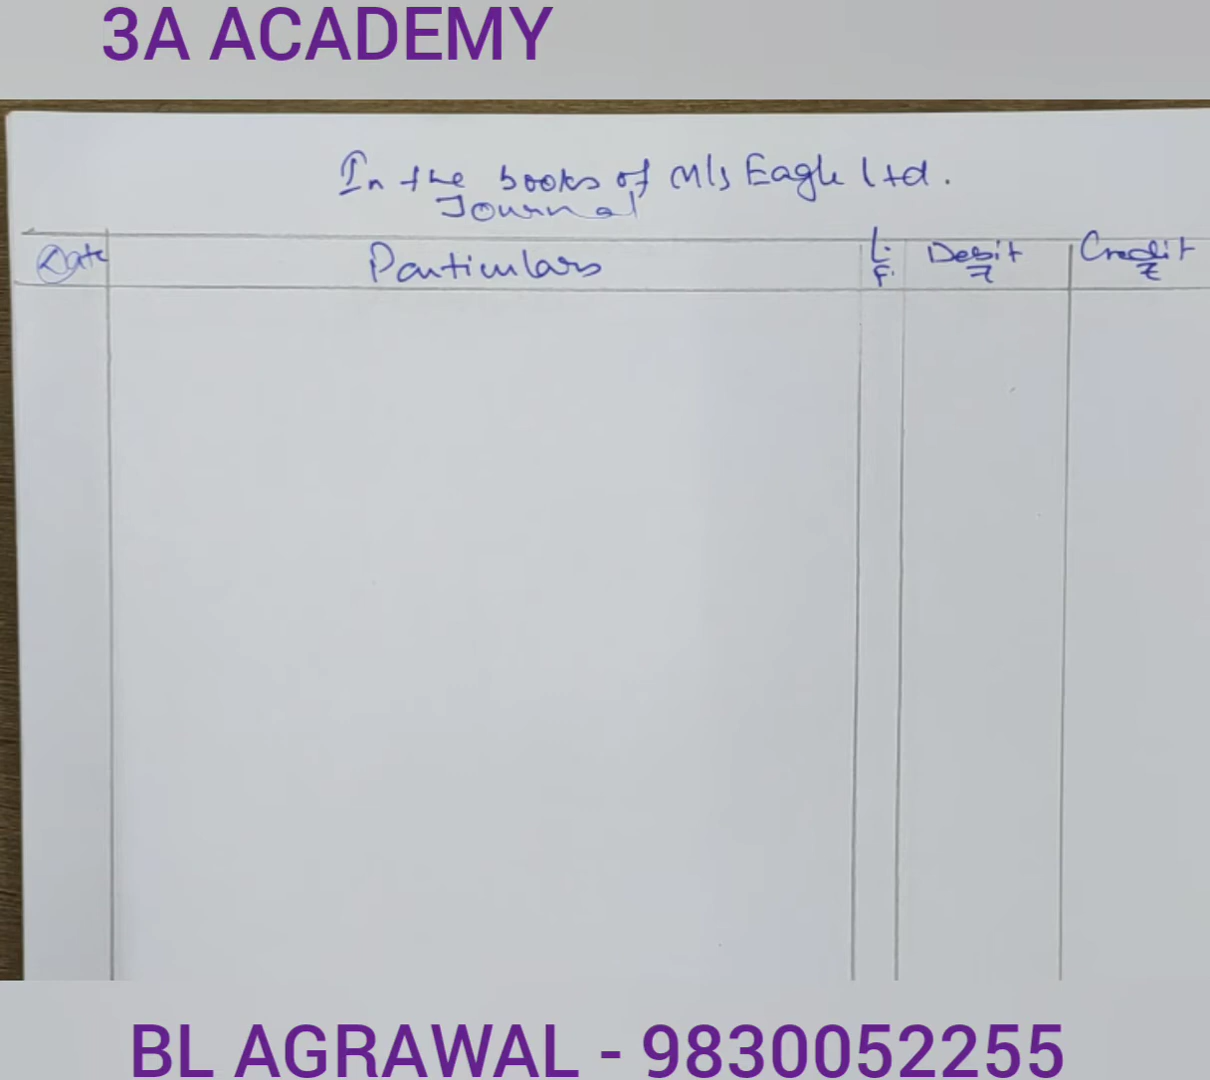 3A ACADEMY
In the books of M/s Eagle Ltd.
Journal
Date Particulars L.F. Debit ₹ Credit ₹
BL AGRAWAL - 9830052255